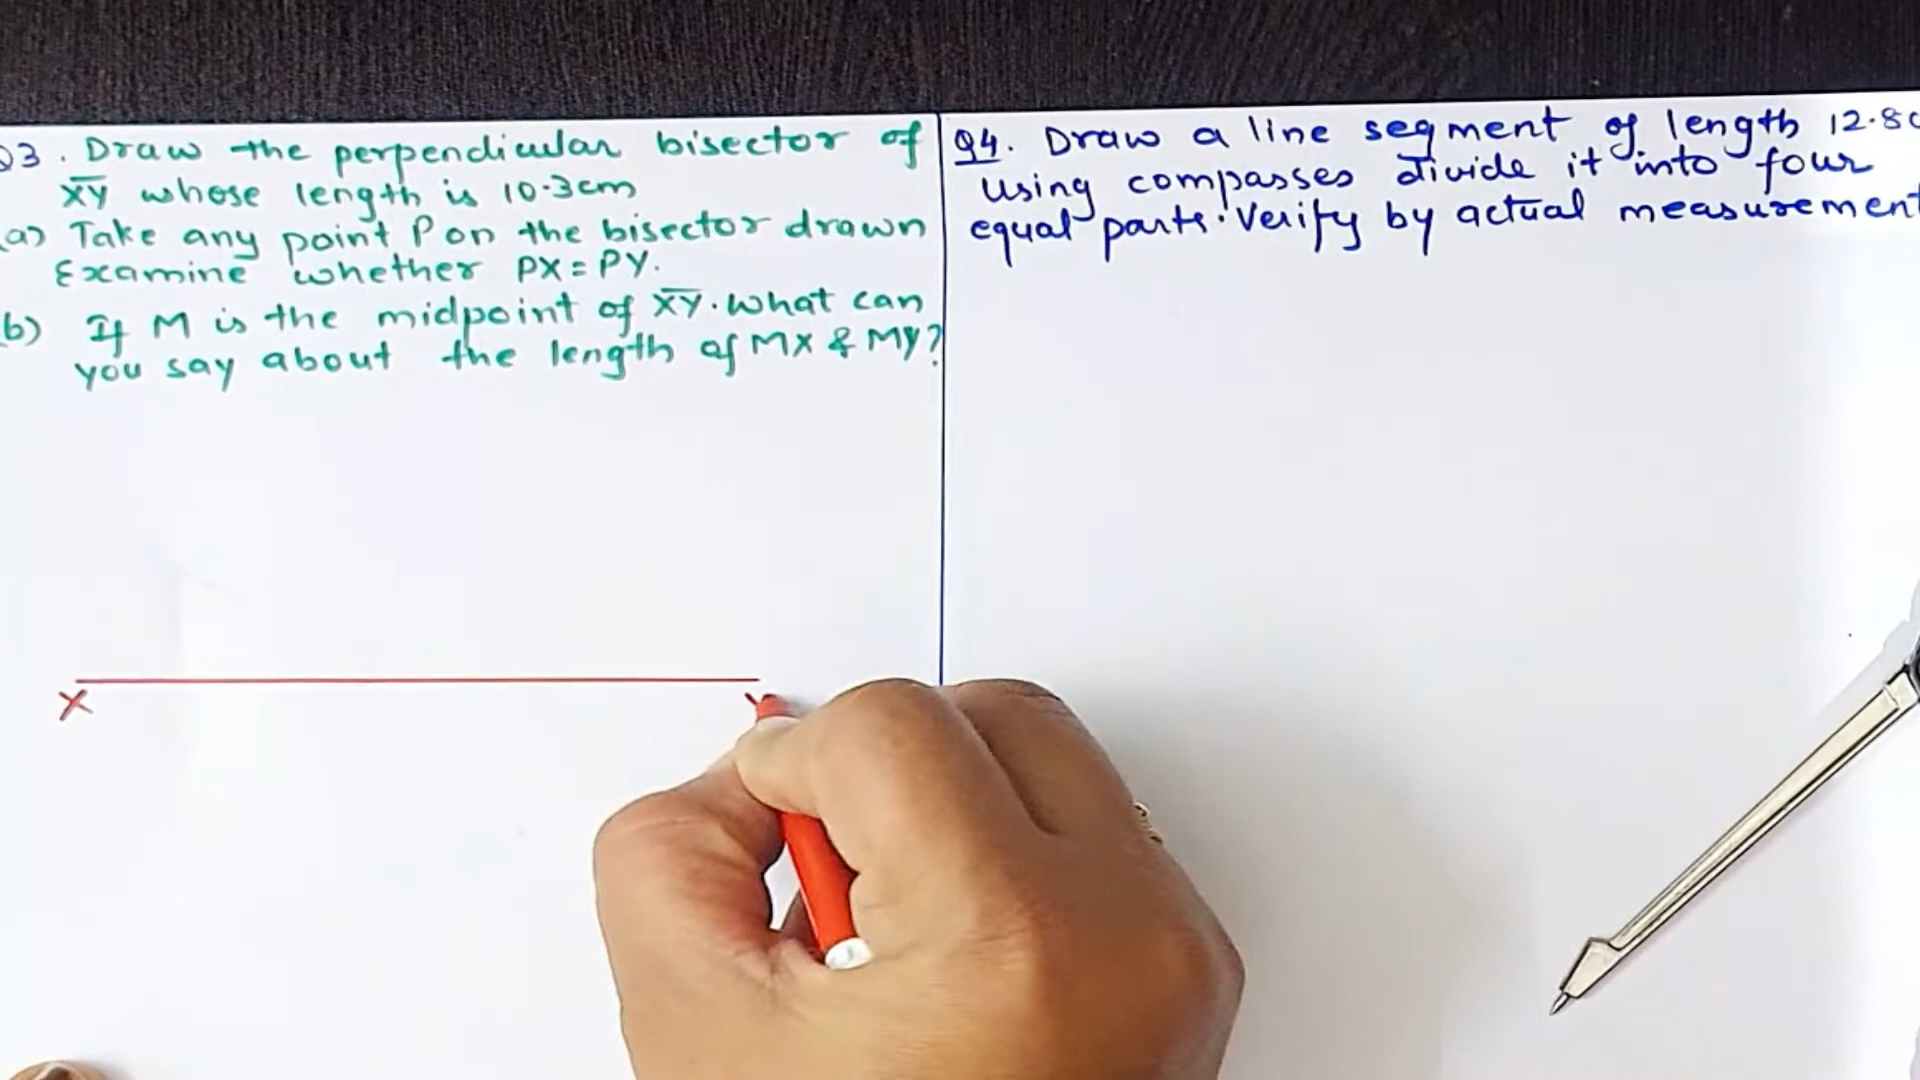 Q3. Draw the perpendicular bisector of
XY whose length is 10.3cm
(a) Take any point P on the bisector drawn
Examine whether PX = PY.
(b) If M is the midpoint of XY. What can
you say about the length of MX & MY?
Q4. Draw a line segment of length 12.8c
Using compasses divide it into four
equal parts. Verify by actual measurement
X